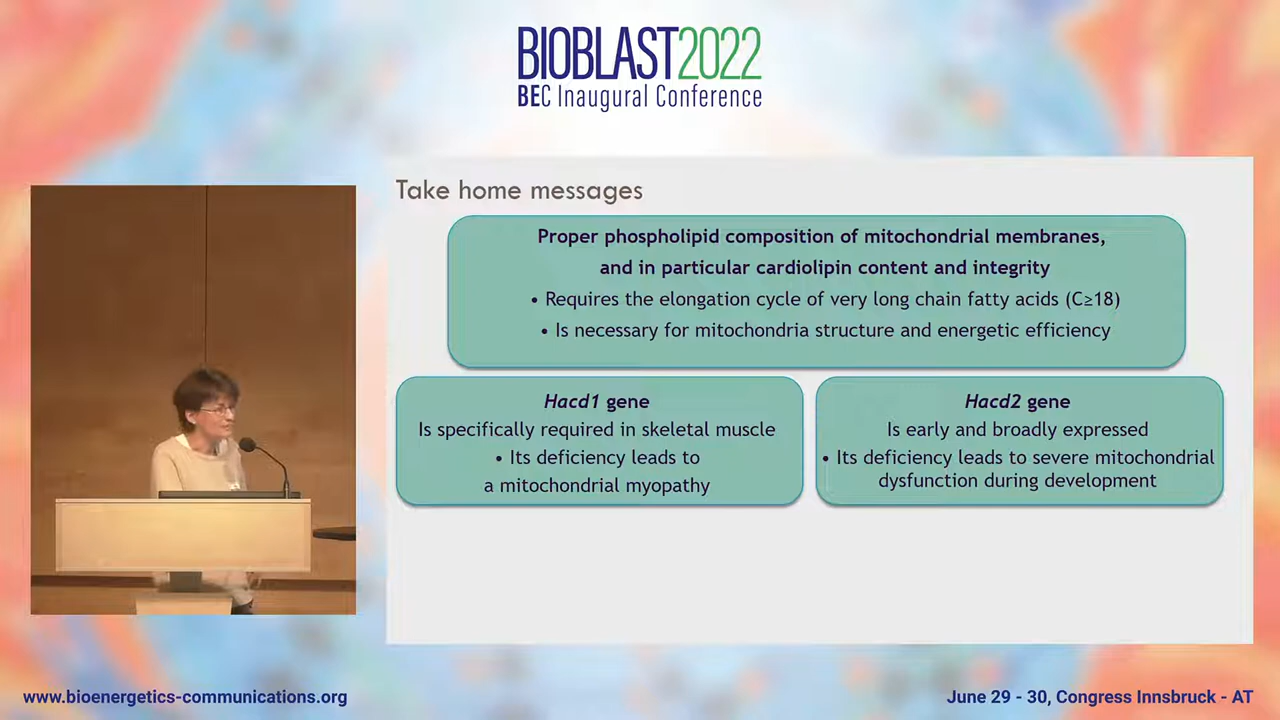 BIOBLAST2022
BEC Inaugural Conference
Take home messages
Proper phospholipid composition of mitochondrial membranes,
and in particular cardiolipin content and integrity
• Requires the elongation cycle of very long chain fatty acids (C≥18)
• Is necessary for mitochondria structure and energetic efficiency
Hacd1 gene
Is specifically required in skeletal muscle
• Its deficiency leads to
a mitochondrial myopathy
Hacd2 gene
Is early and broadly expressed
• Its deficiency leads to severe mitochondrial
dysfunction during development
www.bioenergetics-communications.org
June 29 - 30, Congress Innsbruck - AT